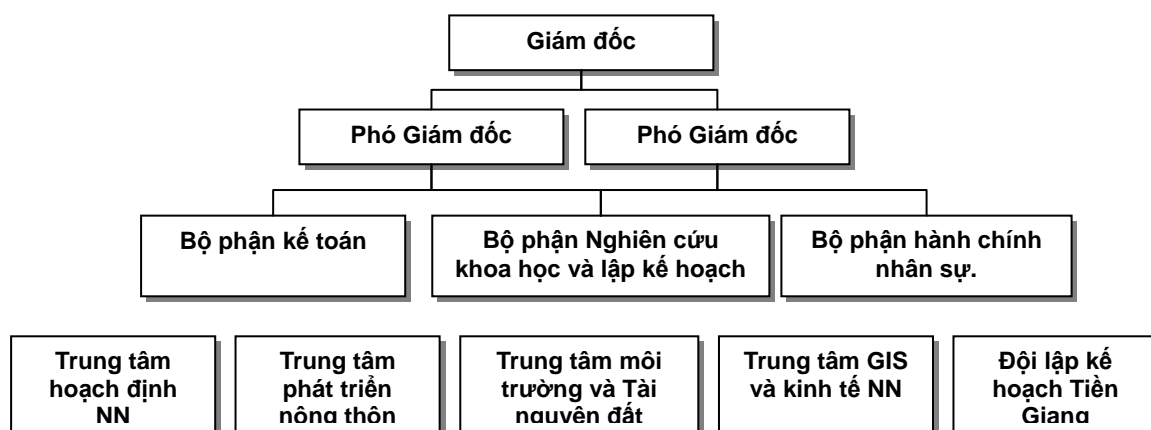 Giám đốc
Phó Giám đốc
Phó Giám đốc
Bộ phận kế toán
Bộ phận Nghiên cứu
khoa học và lập kế hoạch
Bộ phận hành chính
nhân sự.
Trung tâm
hoạch định
NN
Trung tâm
phát triển
nông thôn
Trung tâm môi
trường và Tài
nguyên đất
Trung tâm GIS
và kinh tế NN
Đội lập kế
hoạch Tiền
Giang